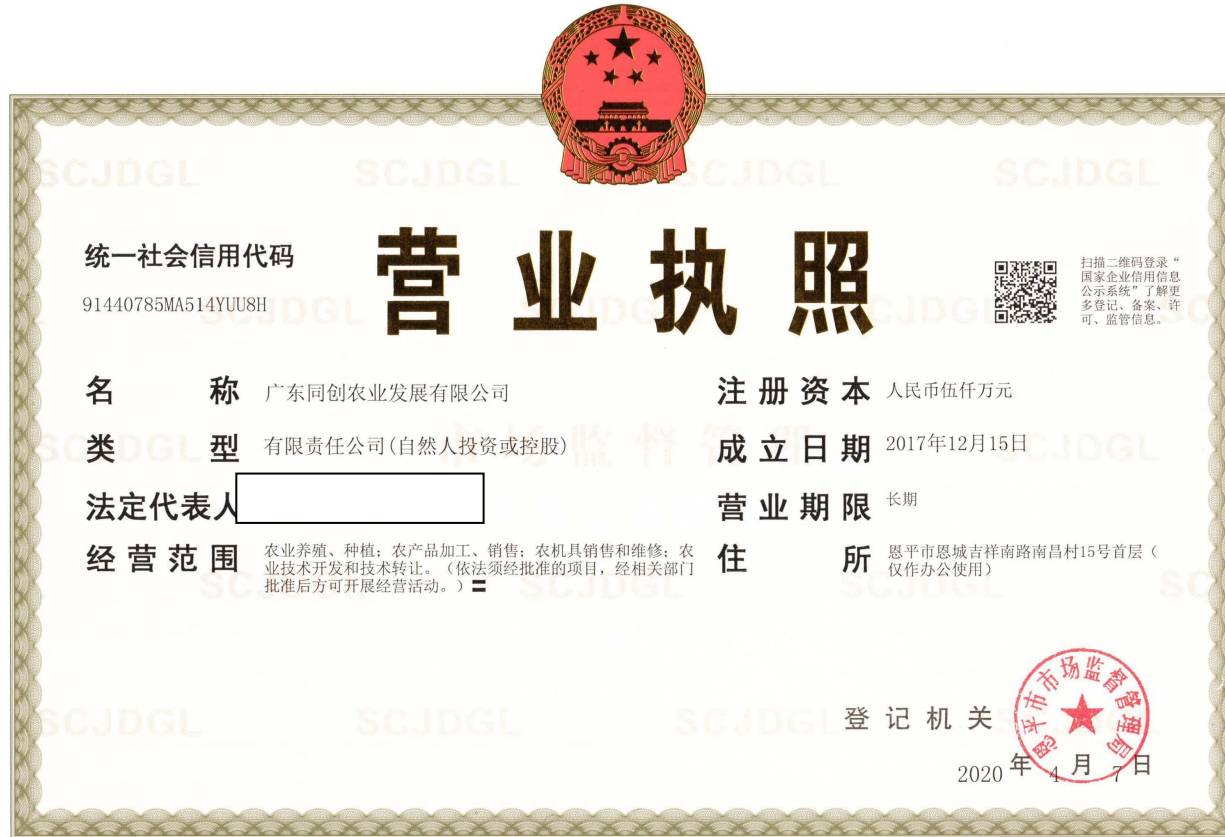 统一社会信用代码
91440785MA514YUU8H
营业执照
扫描二维码登录“
国家企业信用信息
公示系统”了解更
多登记、备案、许
可、监管信息。
名称 广东同创农业发展有限公司
类型 有限责任公司(自然人投资或控股)
法定代表人
经营范围 农业养殖、种植；农产品加工、销售；农机具销售和维修；农
业技术开发和技术转让。（依法须经批准的项目，经相关部门
批准后方可开展经营活动。）〓
注册资本 人民币伍仟万元
成立日期 2017年12月15日
营业期限 长期
住所 恩平市恩城吉祥南路南昌村15号首层（
仅作办公使用）
登记机关
恩平市市场监督管理局
2020年4月7日
SCJDGL
市场监督管理